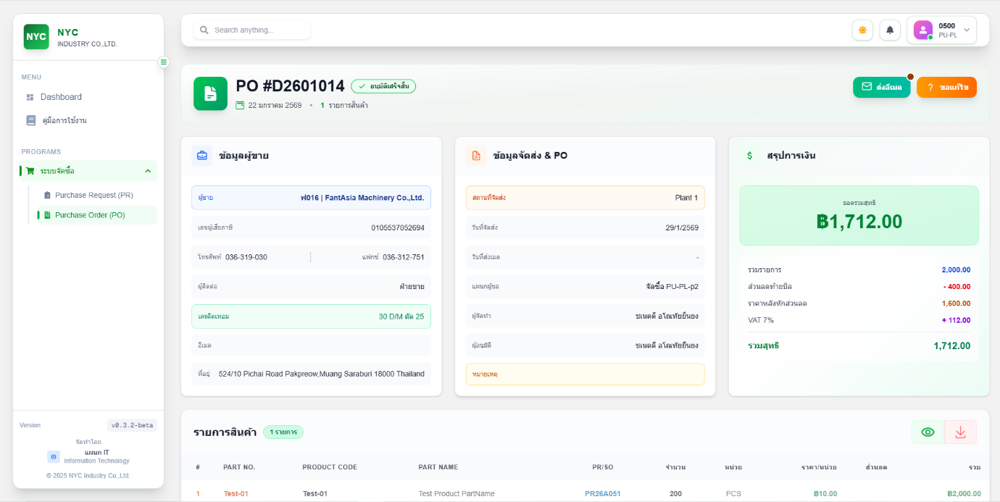 NYC
NYC
INDUSTRY CO.,LTD.
MENU
Dashboard
คู่มือการใช้งาน
PROGRAMS
ระบบจัดซื้อ
Purchase Request (PR)
Purchase Order (PO)
Version v0.3.2-beta
จัดทำโดย
แผนก IT
Information Technology
© 2025 NYC Industry Co.,Ltd.
Search anything...
0500
PU-PL
PO #D2601014 อนุมัติเสร็จสิ้น
22 มกราคม 2569 • 1 รายการสินค้า
ส่งอีเมล
? ขอแก้ไข
ข้อมูลผู้ขาย
ผู้ขาย ฟ016 | FantAsia Machinery Co.,Ltd.
เลขผู้เสียภาษี 0105537052694
โทรศัพท์ 036-319-030 แฟกซ์ 036-312-751
ผู้ติดต่อ ฝ่ายขาย
เครดิตเทอม 30 D/M ตัด 25
อีเมล
ที่อยู่ 524/10 Pichai Road Pakpreow,Muang Saraburi 18000 Thailand
ข้อมูลจัดส่ง & PO
สถานที่จัดส่ง Plant 1
วันที่จัดส่ง 29/1/2569
วันที่ส่งเมล -
แผนกผู้ขอ จัดซื้อ PU-PL-p2
ผู้จัดทำ ชเนตตี อโณทัยยืนยง
ผู้อนุมัติ ชเนตตี อโณทัยยืนยง
หมายเหตุ
$ สรุปการเงิน
ยอดรวมสุทธิ
฿1,712.00
รวมรายการ 2,000.00
ส่วนลดท้ายบิล - 400.00
ราคาหลังหักส่วนลด 1,600.00
VAT 7% + 112.00
รวมสุทธิ 1,712.00
รายการสินค้า 1 รายการ
# PART NO. PRODUCT CODE PART NAME PR/SO จำนวน หน่วย ราคา/หน่วย ส่วนลด รวม
1 Test-01 Test-01 Test Product PartName PR26A051 200 PCS ฿10.00 ฿2,000.00